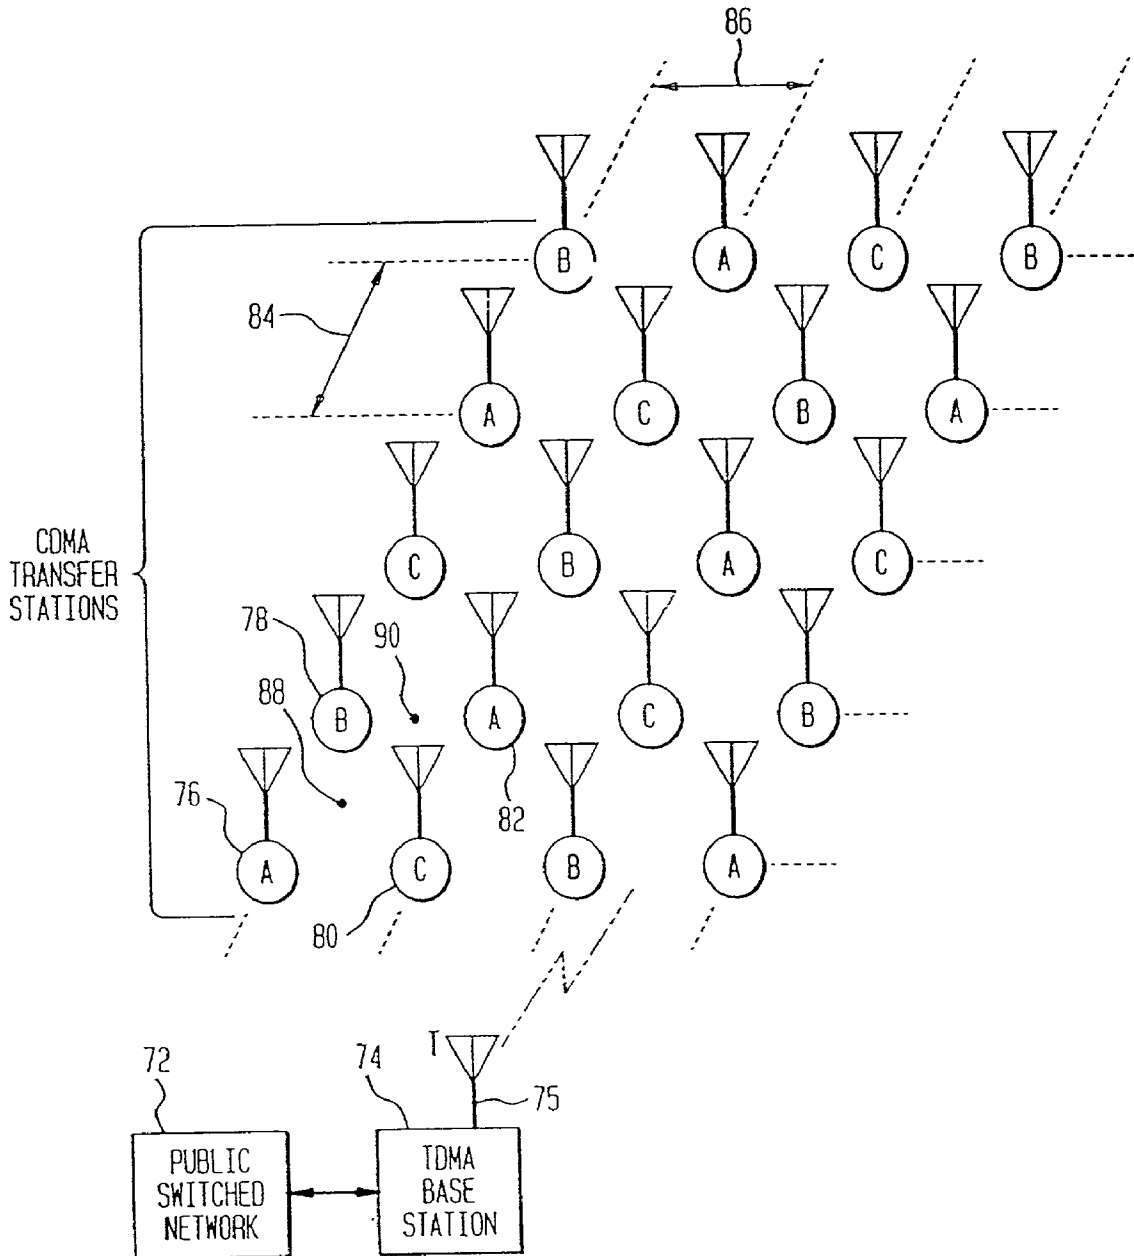 86
B A C B
84
A C B A
CDMA
TRANSFER
STATIONS
C B A C
78
90
88
B A C B
76
82
A C B A
80
T
72
74
75
PUBLIC
SWITCHED
NETWORK
TDMA
BASE
STATION